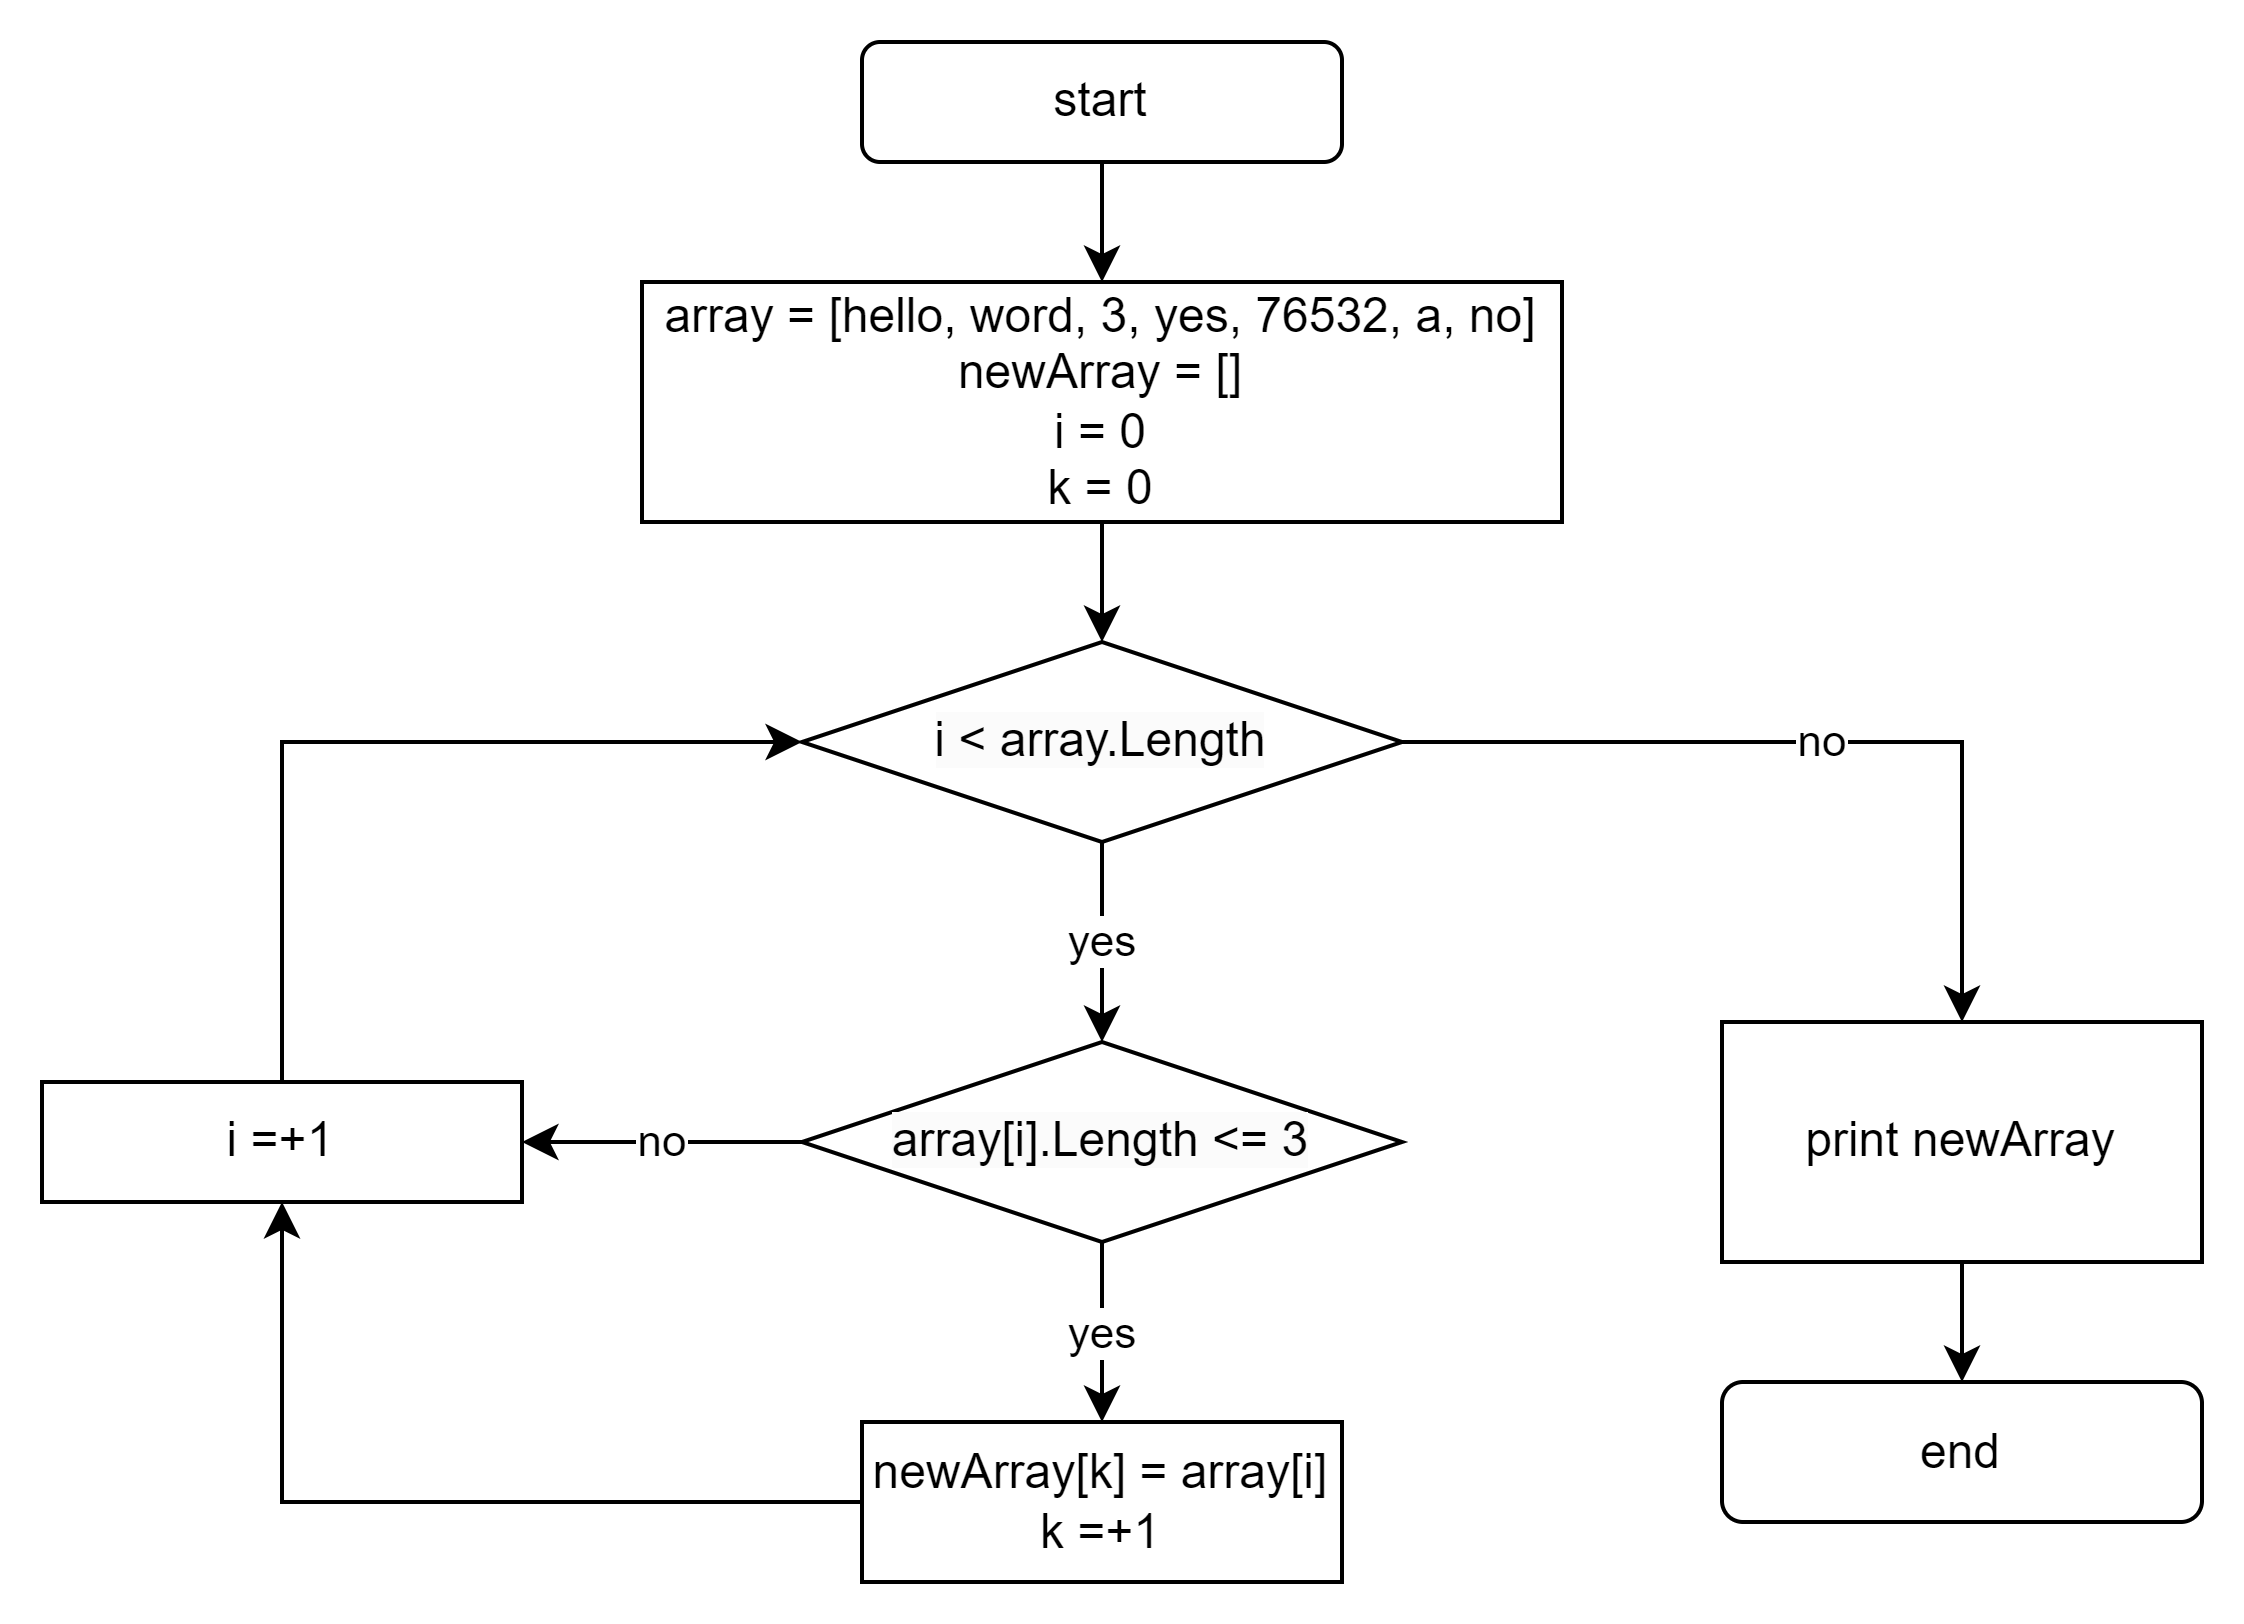 start
array = [hello, word, 3, yes, 76532, a, no]
newArray = []
i = 0
k = 0
i < array.Length
no
yes
i =+1
no
array[i].Length <= 3
print newArray
yes
newArray[k] = array[i]
k =+1
end